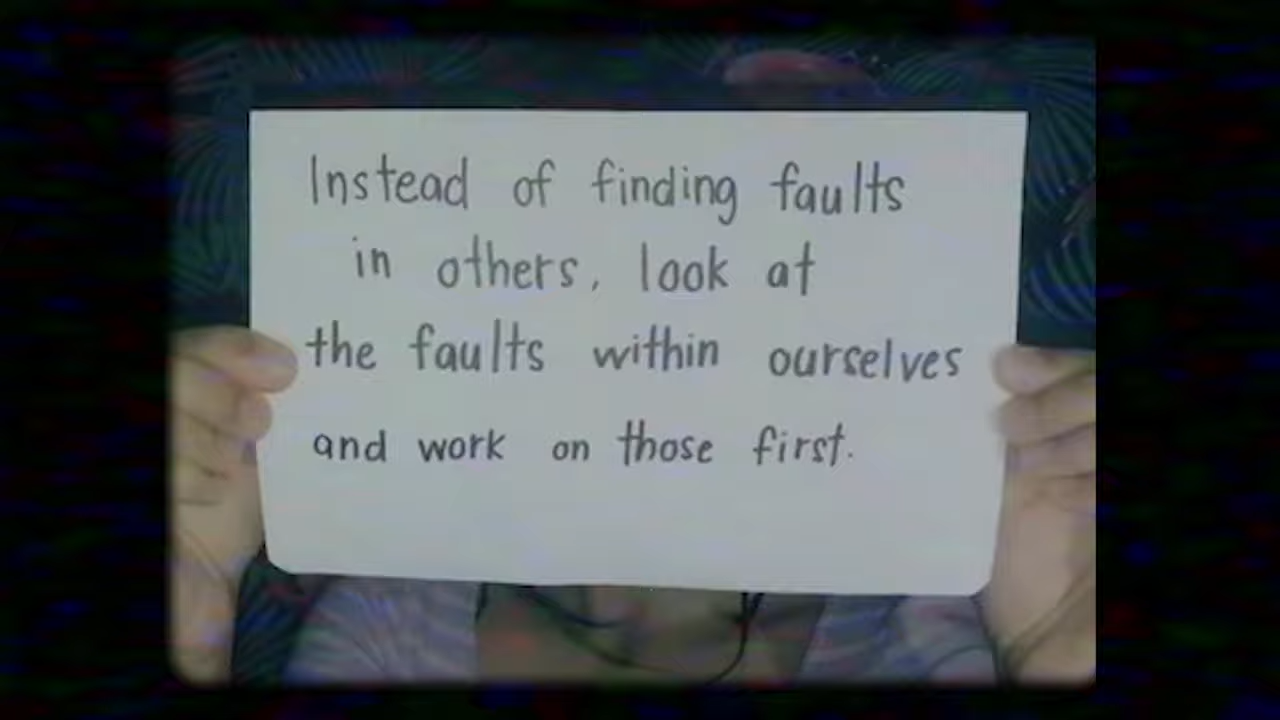 Instead of finding faults
in others, look at
the faults within ourselves
and work on those first.